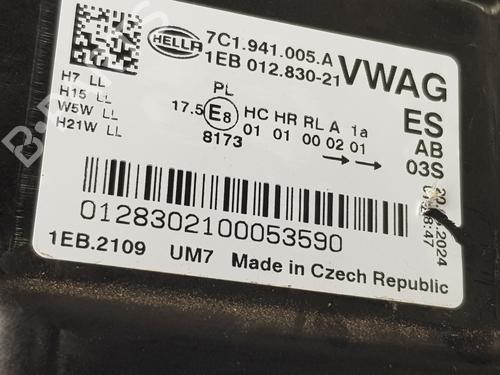 HELLA
7C1.941.005.A
1EB 012.830-21
VWAG
H7 LL
H15 LL
W5W LL
H21W LL
PL
17.5 E8 HC HR RL A 1a
01 01 00 02 01
8173
ES
AB
03S
2024
8:47
0128302100053590
1EB.2109 UM7 Made in Czech Republic